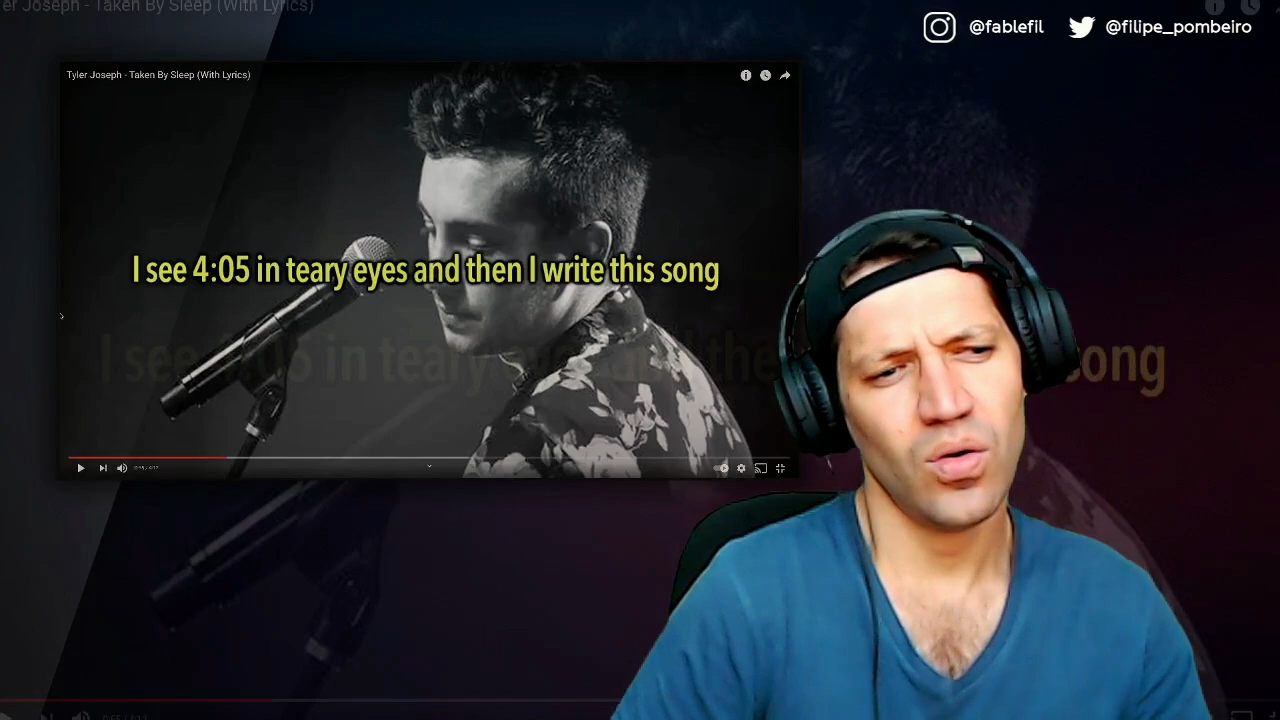 er Joseph - Taken By Sleep (With Lyrics)
@fablefil
@filipe_pombeiro
Tyler Joseph - Taken By Sleep (With Lyrics)
I see 4:05 in teary eyes and then I write this song
song